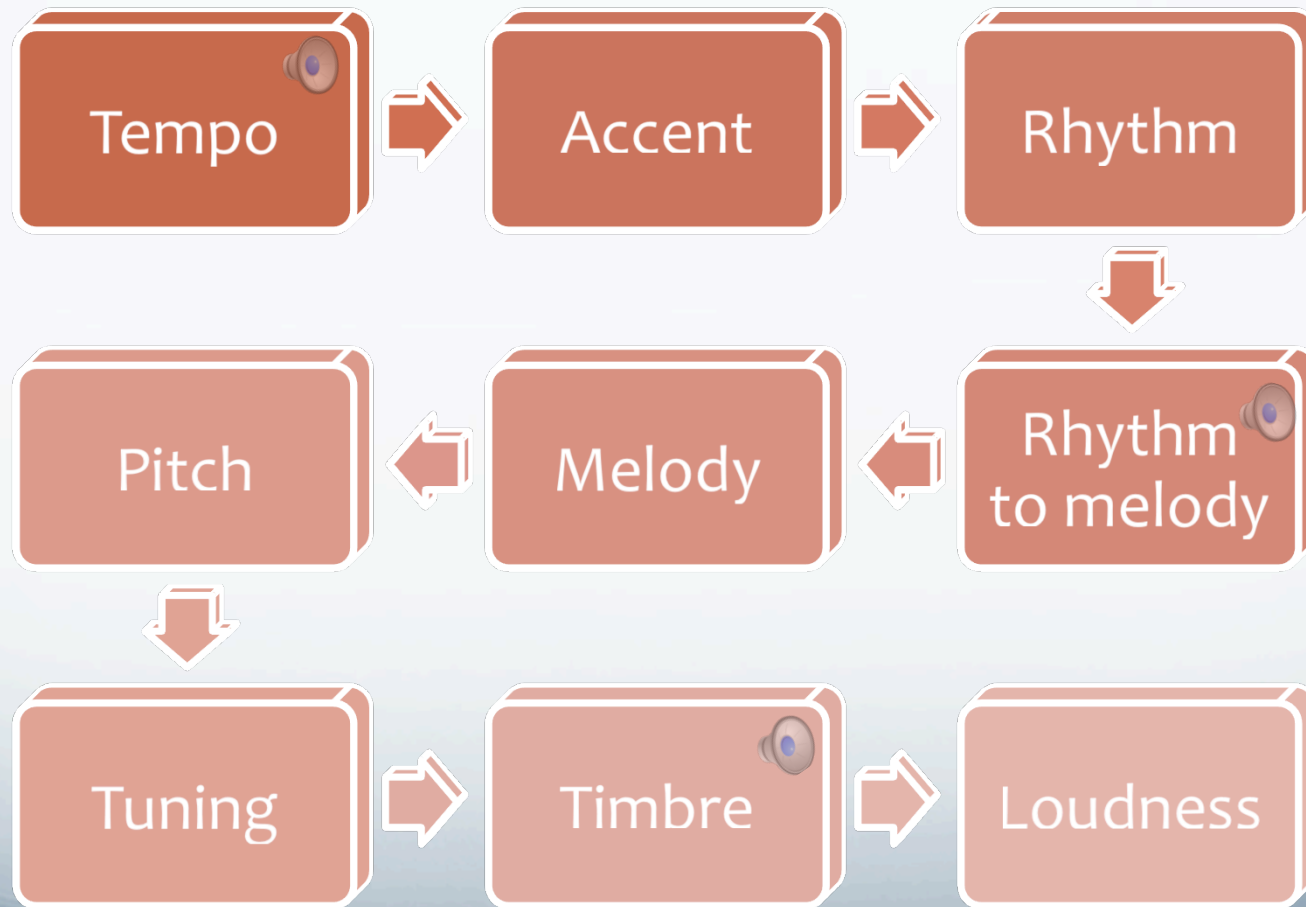 Tempo
Accent
Rhythm
Rhythm
to melody
Melody
Pitch
Tuning
Timbre
Loudness